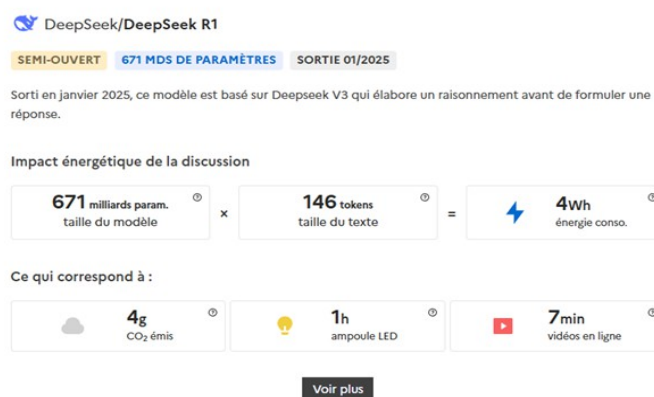 DeepSeek/DeepSeek R1
SEMI-OUVERT 671 MDS DE PARAMÈTRES SORTIE 01/2025
Sorti en janvier 2025, ce modèle est basé sur Deepseek V3 qui élabore un raisonnement avant de formuler une
réponse.
Impact énergétique de la discussion
671 milliards param. × 146 tokens = 4Wh
taille du modèle taille du texte énergie conso.
Ce qui correspond à :
4g 1h 7min
CO₂ émis ampoule LED vidéos en ligne
Voir plus